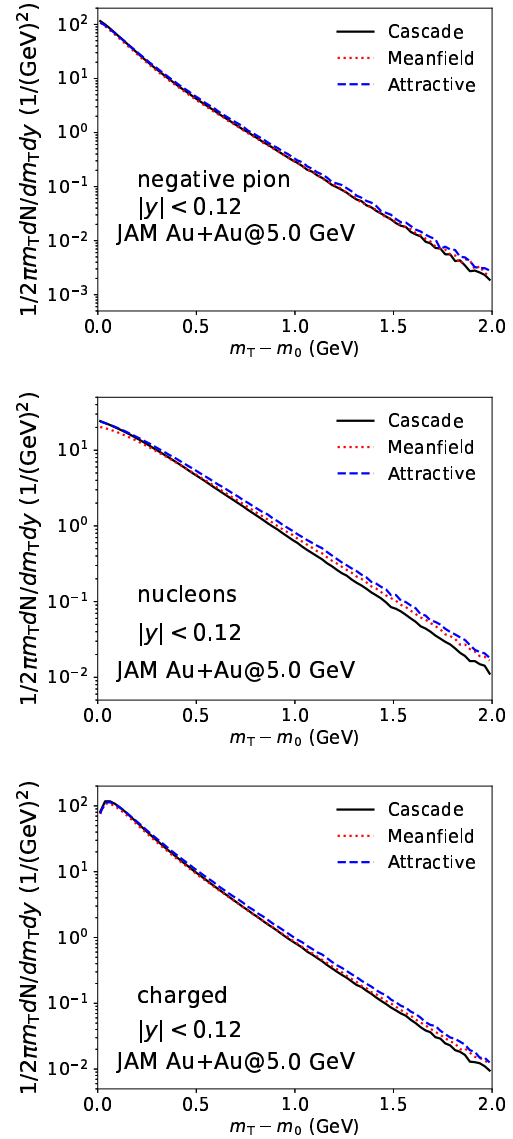 10²
10¹
10⁰
10⁻¹
10⁻²
10⁻³
1/2πm_T dN/dm_T dy (1/(GeV)²)
Cascade
Meanfield
Attractive
negative pion
|y| < 0.12
JAM Au+Au@5.0 GeV
0.0 0.5 1.0 1.5 2.0
m_T − m₀ (GeV)
10¹
10⁰
10⁻¹
10⁻²
1/2πm_T dN/dm_T dy (1/(GeV)²)
Cascade
Meanfield
Attractive
nucleons
|y| < 0.12
JAM Au+Au@5.0 GeV
0.0 0.5 1.0 1.5 2.0
m_T − m₀ (GeV)
10²
10¹
10⁰
10⁻¹
10⁻²
1/2πm_T dN/dm_T dy (1/(GeV)²)
Cascade
Meanfield
Attractive
charged
|y| < 0.12
JAM Au+Au@5.0 GeV
0.0 0.5 1.0 1.5 2.0
m_T − m₀ (GeV)